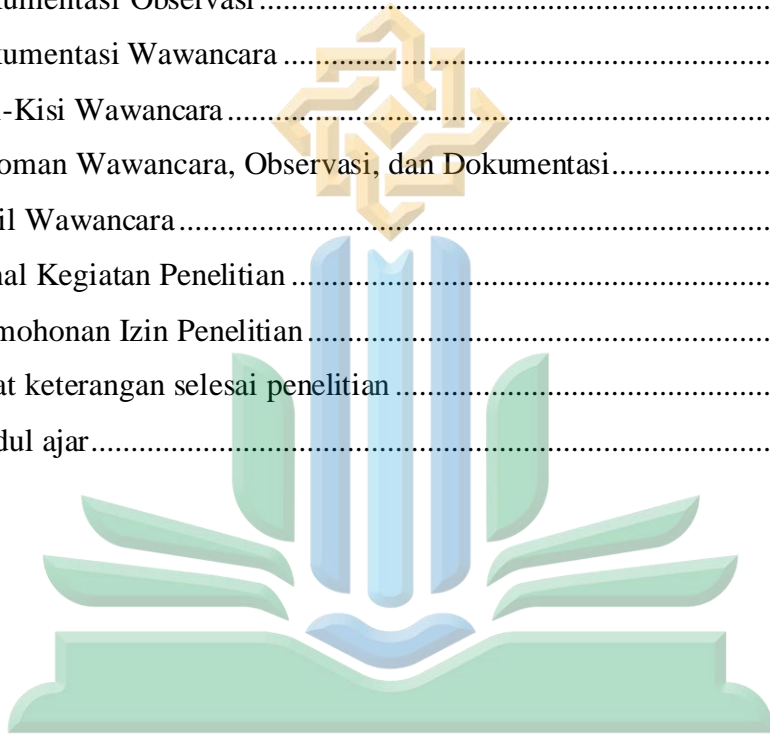 umentasi Observasi................................................................
kumentasi Wawancara............................................................
-Kisi Wawancara...................................................................
oman Wawancara, Observasi, dan Dokumentasi....................
il Wawancara.........................................................................
nal Kegiatan Penelitian...........................................................
mohonan Izin Penelitian.........................................................
at keterangan selesai penelitian..............................................
dul ajar....................................................................................